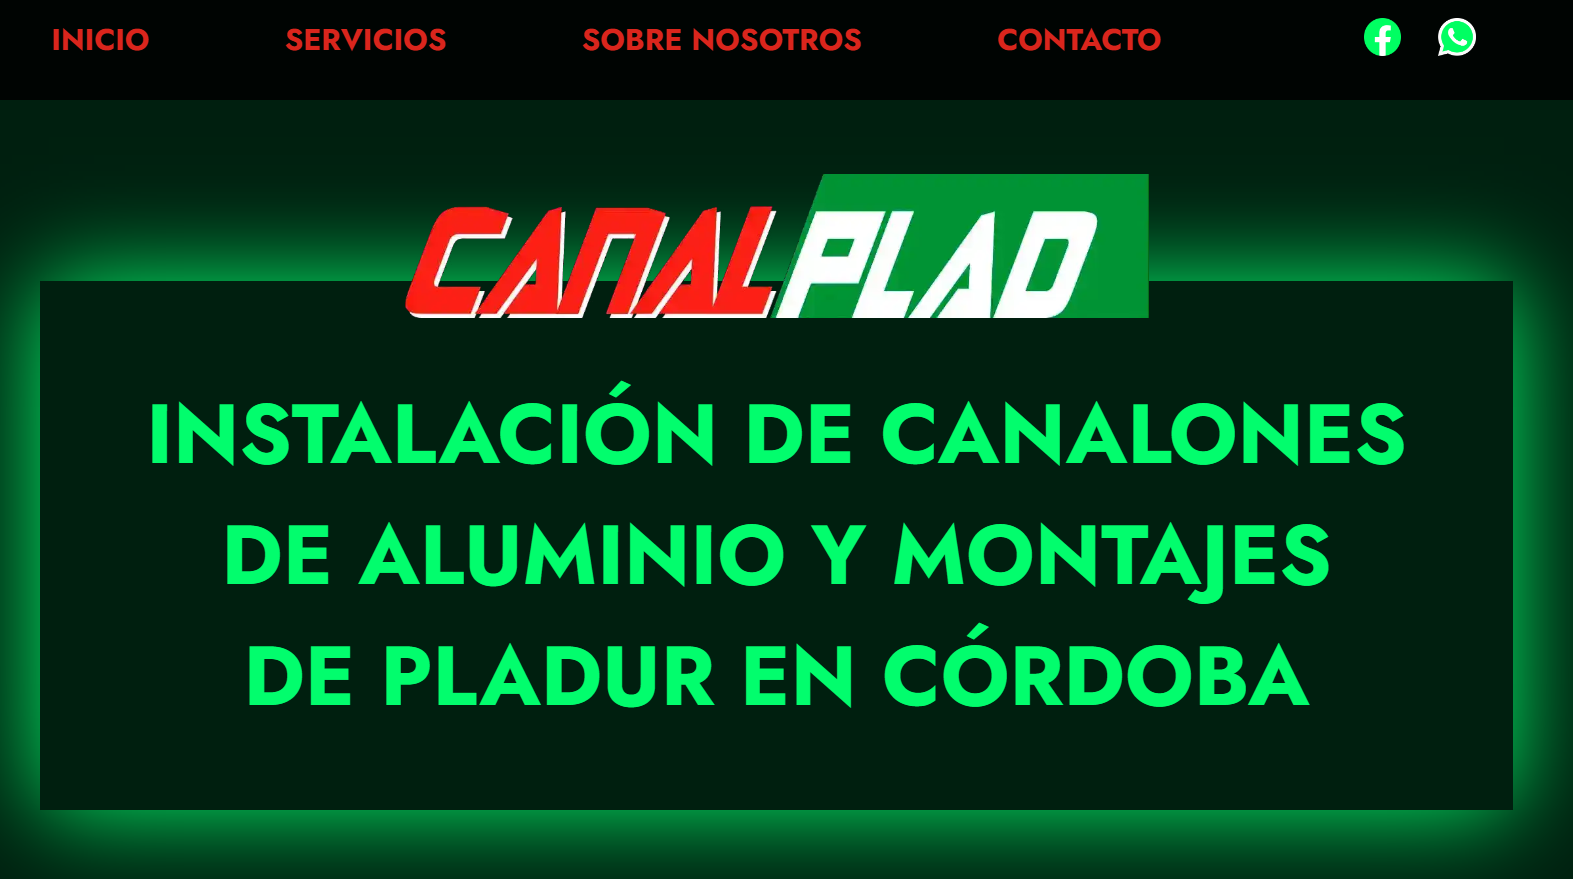 INICIO SERVICIOS SOBRE NOSOTROS CONTACTO
CANALPLAD
INSTALACIÓN DE CANALONES
DE ALUMINIO Y MONTAJES
DE PLADUR EN CÓRDOBA